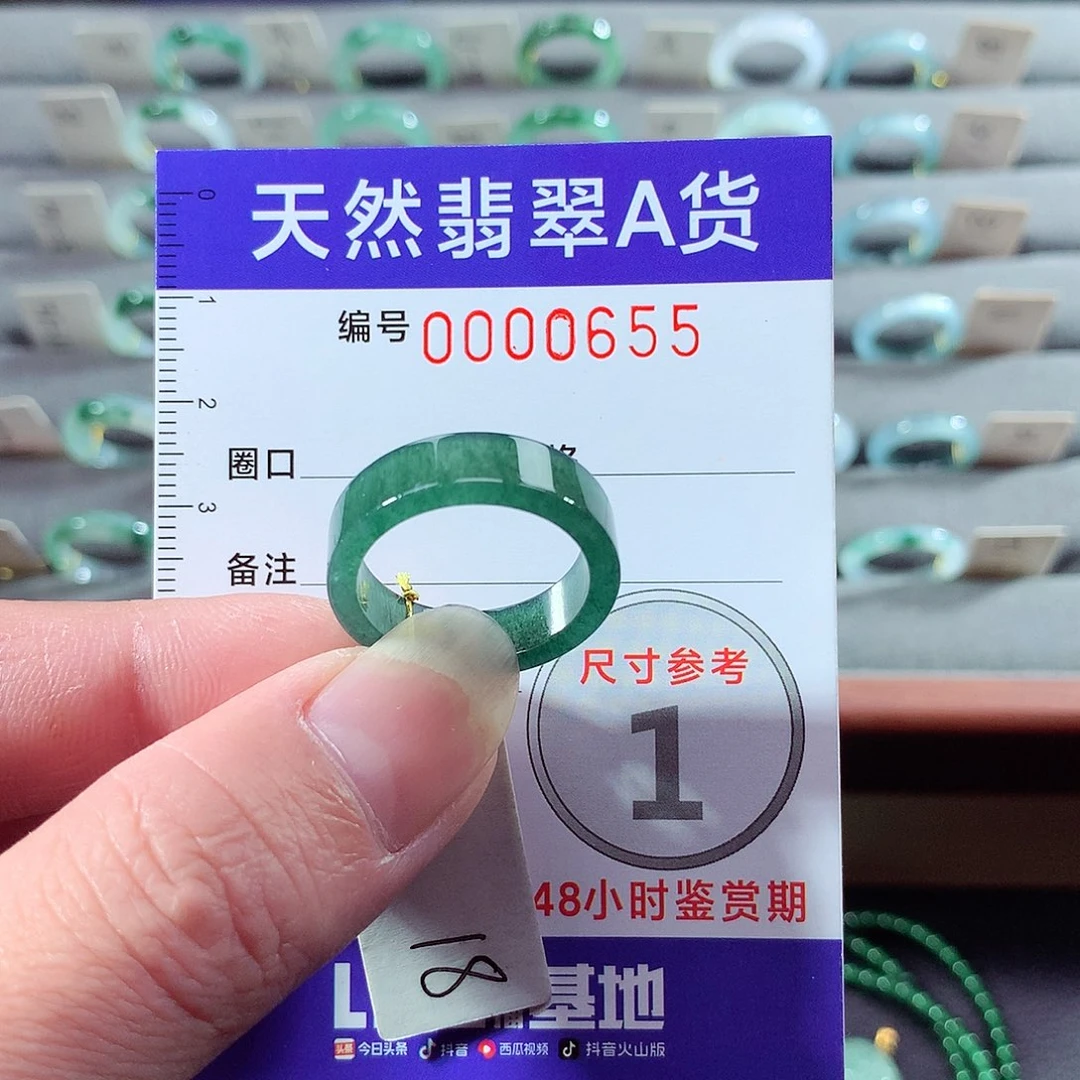 天然翡翠A货
编号 0000655
0
1
2
3
圈口
备注
尺寸参考
1
48小时鉴赏期
18
基地
今日头条 抖音 西瓜视频 抖音火山版